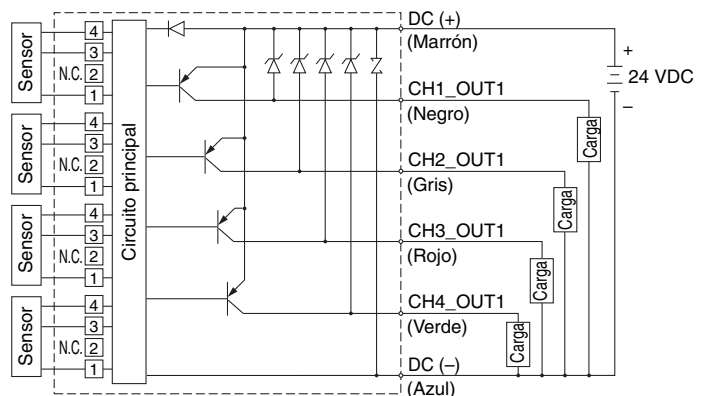 DC (+)
(Marrón)
+
24 VDC
–
CH1_OUT1
(Negro)
Carga
CH2_OUT1
(Gris)
Carga
CH3_OUT1
(Rojo)
Carga
CH4_OUT1
(Verde)
Carga
DC (–)
(Azul)
Circuito principal
Sensor
4
3
N.C. 2
1
Sensor
4
3
N.C. 2
1
Sensor
4
3
N.C. 2
1
Sensor
4
3
N.C. 2
1